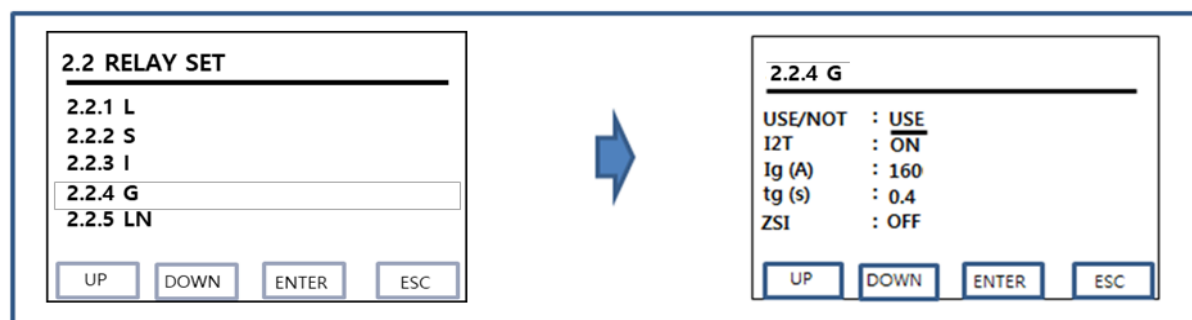 2.2 RELAY SET
2.2.1 L
2.2.2 S
2.2.3 I
2.2.4 G
2.2.5 LN
UP DOWN ENTER ESC
2.2.4 G
USE/NOT : USE
I2T : ON
Ig (A) : 160
tg (s) : 0.4
ZSI : OFF
UP DOWN ENTER ESC